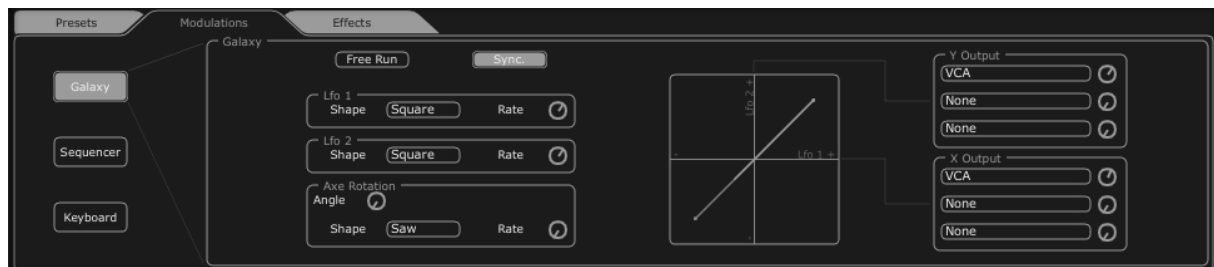 Presets
Modulations
Effects
Galaxy
Sequencer
Keyboard
Galaxy
Free Run
Sync.
Lfo 1
Shape Square Rate
Lfo 2
Shape Square Rate
Axe Rotation
Angle
Shape Saw Rate
Lfo 2 +
- Lfo 1 +
-
Y Output
VCA
None
None
X Output
VCA
None
None